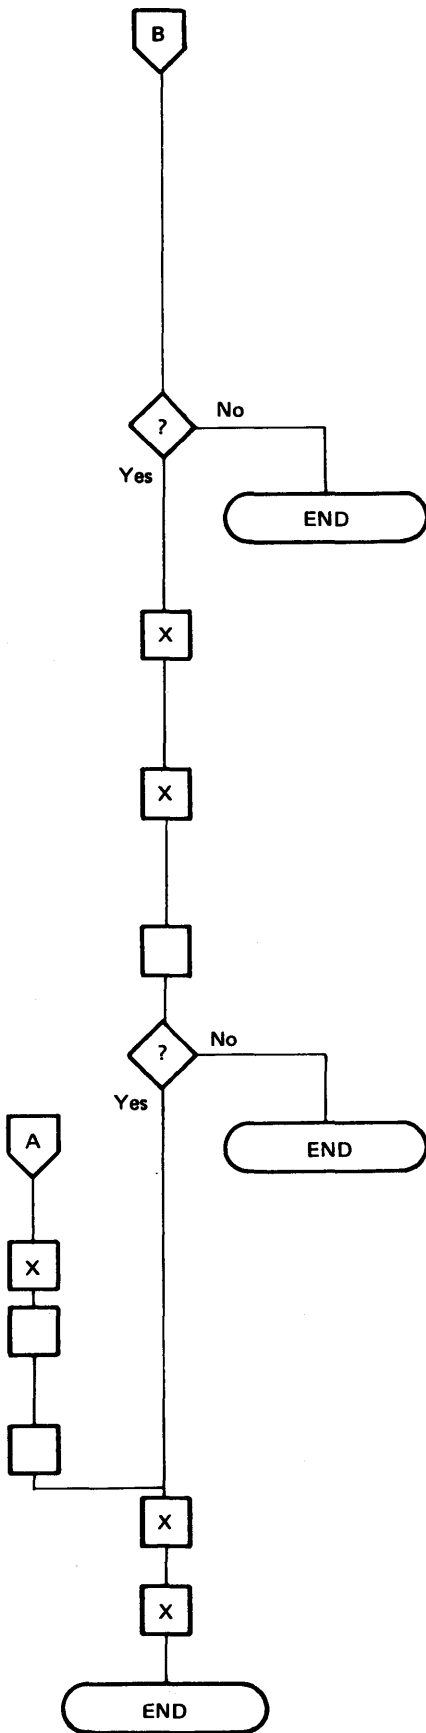 B
?
No
Yes
END
X
X
?
No
Yes
END
A
X
X
X
END